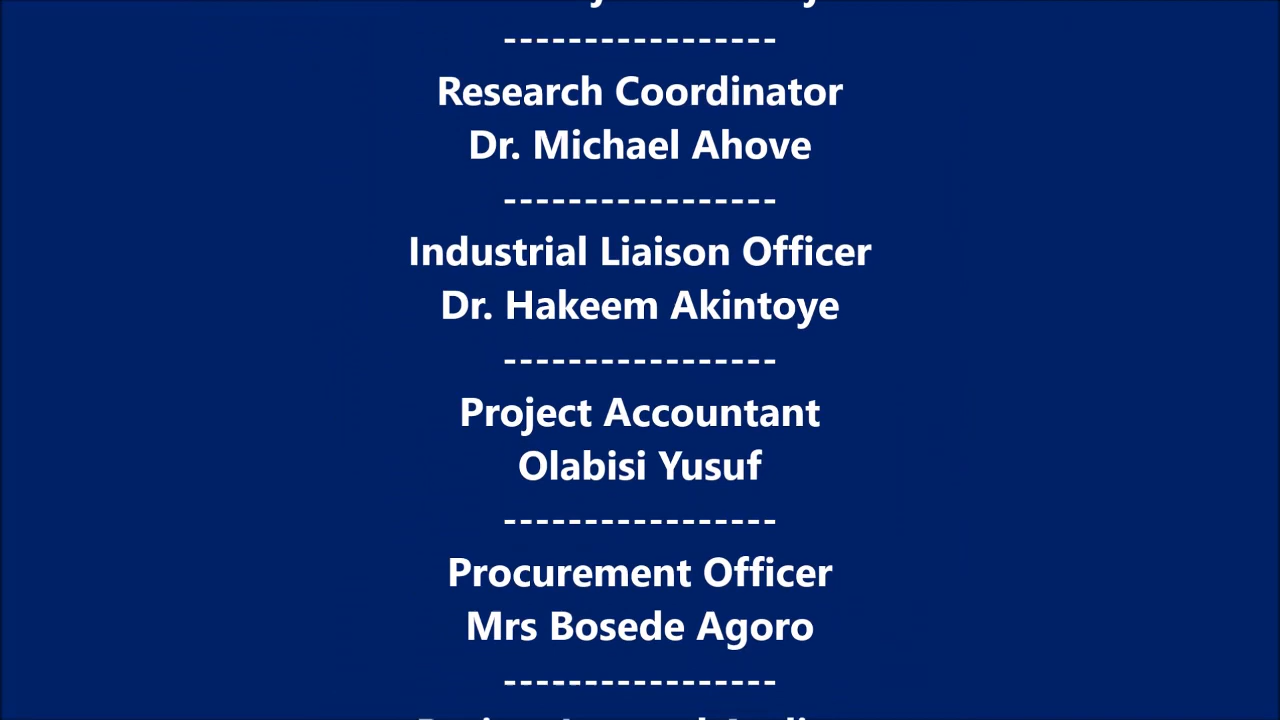 -----------------
Research Coordinator
Dr. Michael Ahove
-----------------
Industrial Liaison Officer
Dr. Hakeem Akintoye
-----------------
Project Accountant
Olabisi Yusuf
-----------------
Procurement Officer
Mrs Bosede Agoro
-----------------